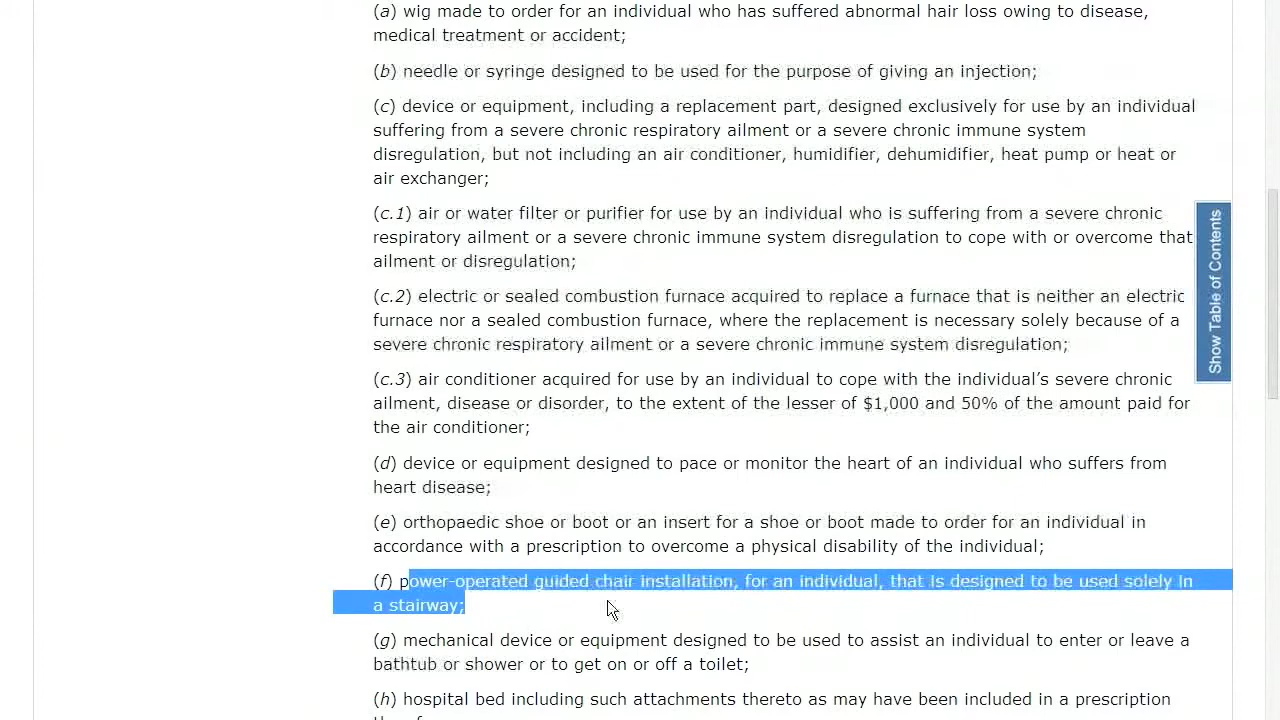 (a) wig made to order for an individual who has suffered abnormal hair loss owing to disease,
medical treatment or accident;
(b) needle or syringe designed to be used for the purpose of giving an injection;
(c) device or equipment, including a replacement part, designed exclusively for use by an individual
suffering from a severe chronic respiratory ailment or a severe chronic immune system
disregulation, but not including an air conditioner, humidifier, dehumidifier, heat pump or heat or
air exchanger;
(c.1) air or water filter or purifier for use by an individual who is suffering from a severe chronic
respiratory ailment or a severe chronic immune system disregulation to cope with or overcome that
ailment or disregulation;
(c.2) electric or sealed combustion furnace acquired to replace a furnace that is neither an electric
furnace nor a sealed combustion furnace, where the replacement is necessary solely because of a
severe chronic respiratory ailment or a severe chronic immune system disregulation;
(c.3) air conditioner acquired for use by an individual to cope with the individual’s severe chronic
ailment, disease or disorder, to the extent of the lesser of $1,000 and 50% of the amount paid for
the air conditioner;
(d) device or equipment designed to pace or monitor the heart of an individual who suffers from
heart disease;
(e) orthopaedic shoe or boot or an insert for a shoe or boot made to order for an individual in
accordance with a prescription to overcome a physical disability of the individual;
(f) power-operated guided chair installation, for an individual, that is designed to be used solely in
a stairway;
(g) mechanical device or equipment designed to be used to assist an individual to enter or leave a
bathtub or shower or to get on or off a toilet;
(h) hospital bed including such attachments thereto as may have been included in a prescription
Show Table of Contents